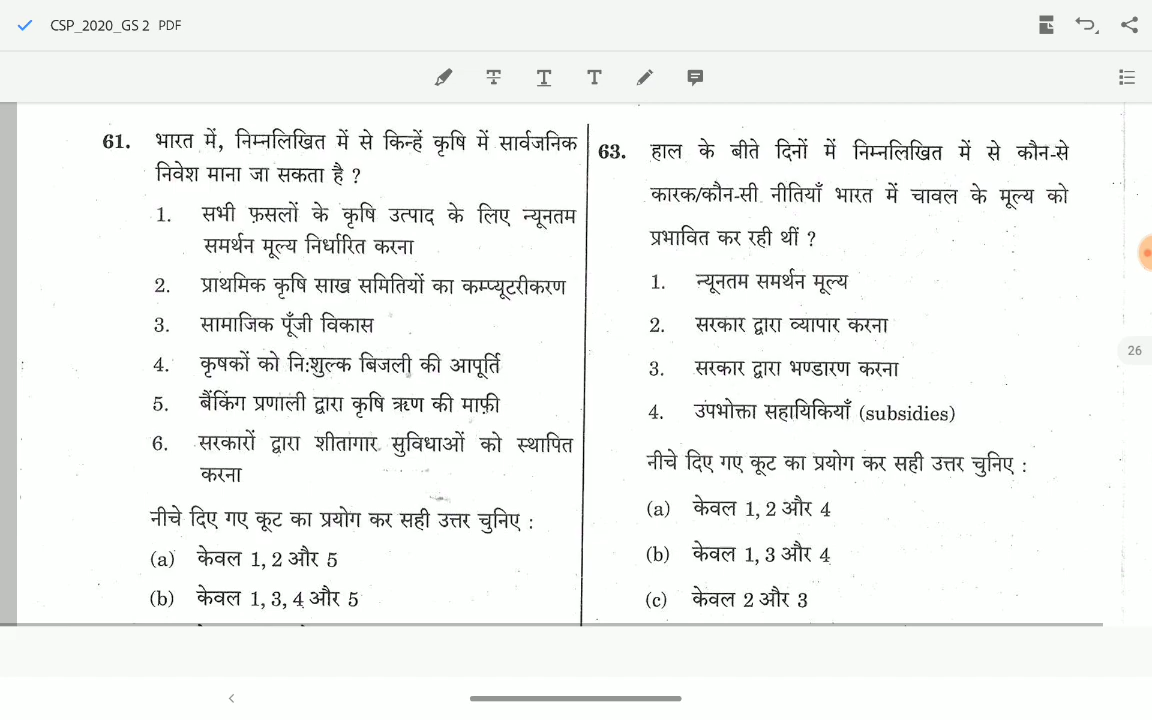 CSP_2020_GS 2 PDF
61. भारत में, निम्नलिखित में से किन्हें कृषि में सार्वजनिक
निवेश माना जा सकता है ?
1. सभी फ़सलों के कृषि उत्पाद के लिए न्यूनतम
समर्थन मूल्य निर्धारित करना
2. प्राथमिक कृषि साख समितियों का कम्प्यूटरीकरण
3. सामाजिक पूँजी विकास
4. कृषकों को निःशुल्क बिजली की आपूर्ति
5. बैंकिंग प्रणाली द्वारा कृषि ऋण की माफ़ी
6. सरकारों द्वारा शीतागार सुविधाओं को स्थापित
करना
नीचे दिए गए कूट का प्रयोग कर सही उत्तर चुनिए :
(a) केवल 1, 2 और 5
(b) केवल 1, 3, 4 और 5
63. हाल के बीते दिनों में निम्नलिखित में से कौन-से
कारक/कौन-सी नीतियाँ भारत में चावल के मूल्य को
प्रभावित कर रही थीं ?
1. न्यूनतम समर्थन मूल्य
2. सरकार द्वारा व्यापार करना
3. सरकार द्वारा भण्डारण करना
4. उपभोक्ता सहायिकियाँ (subsidies)
नीचे दिए गए कूट का प्रयोग कर सही उत्तर चुनिए :
(a) केवल 1, 2 और 4
(b) केवल 1, 3 और 4
(c) केवल 2 और 3
26